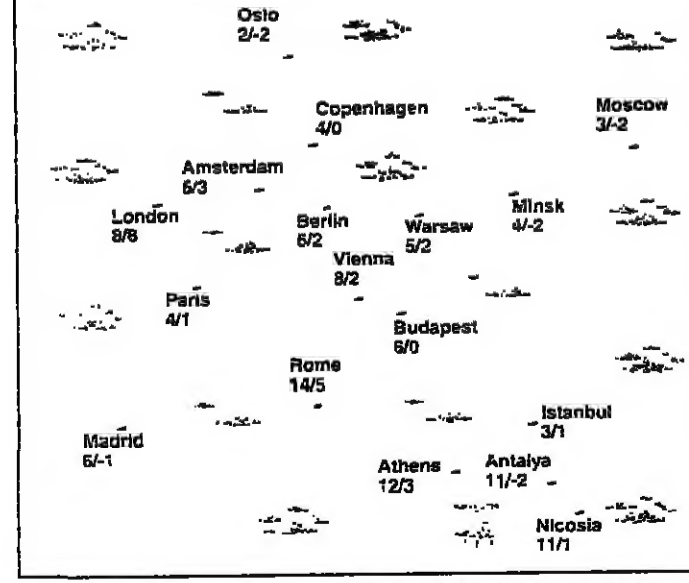 Oslo
2/-2
Copenhagen
4/0
Moscow
3/-2
Amsterdam
6/3
London
8/6
Berlin
6/2
Warsaw
5/2
Minsk
4/-2
Vienna
8/2
Paris
4/1
Budapest
6/0
Rome
14/5
Istanbul
3/1
Madrid
6/-1
Athens
12/3
Antalya
11/-2
Nicosia
11/1